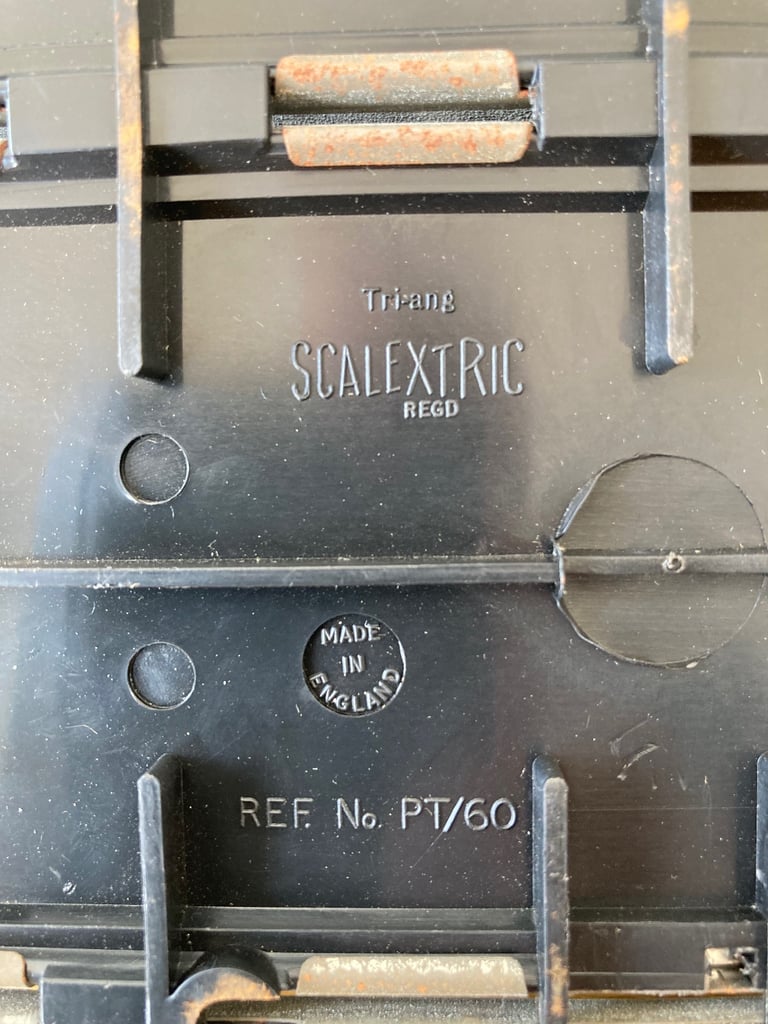 Tri-ang
SCALEXTRIC
REGD
MADE
IN
ENGLAND
REF. No. PT/60